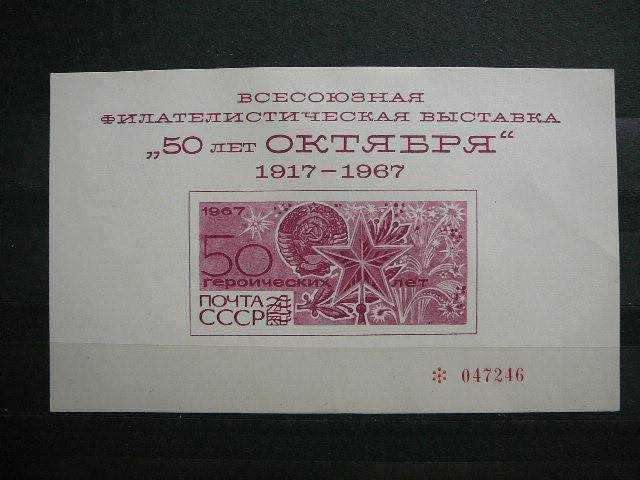 ВСЕСОЮЗНАЯ
ФИЛАТЕЛИСТИЧЕСКАЯ ВЫСТАВКА
„50 ЛЕТ ОКТЯБРЯ“
1917-1967
1967
50
ГЕРОИЧЕСКИХ ЛЕТ
ПОЧТА
СССР
* 047246